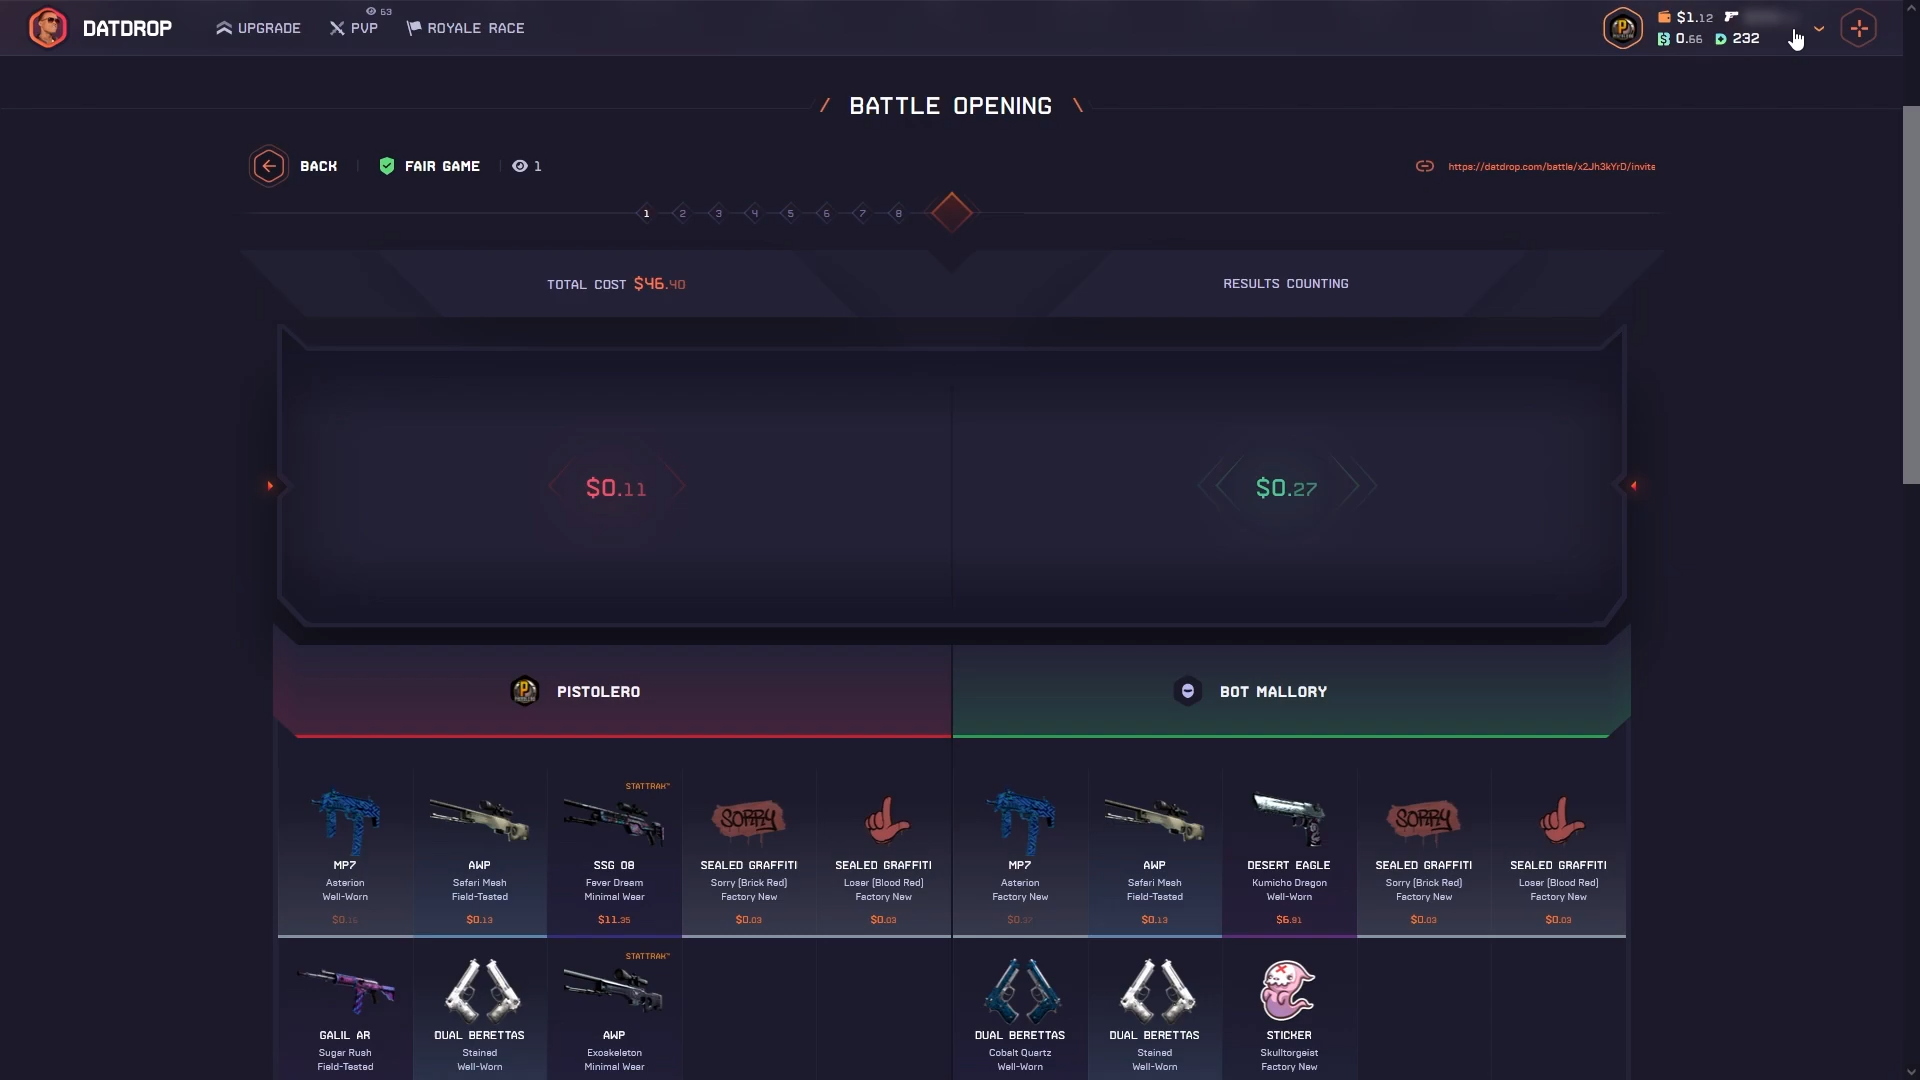 DATDROP
UPGRADE
PVP
63
ROYALE RACE
$1.12
0.66
232
/ BATTLE OPENING \
BACK
FAIR GAME
1
https://datdrop.com/battle/x2Jh3kYrD/invite
1 2 3 4 5 6 7 8
TOTAL COST $46.40
RESULTS COUNTING
$0.11
$0.27
PISTOLERO
BOT MALLORY
MP7
Asterion
Well-Worn
AWP
Safari Mesh
Field-Tested
$0.13
STATTRAK™
SSG 08
Fever Dream
Minimal Wear
$11.35
SORRY
SEALED GRAFFITI
Sorry (Brick Red)
Factory New
$0.03
SEALED GRAFFITI
Loser (Blood Red)
Factory New
$0.03
MP7
Asterion
Factory New
$0.37
AWP
Safari Mesh
Field-Tested
$0.13
DESERT EAGLE
Kumicho Dragon
Well-Worn
$6.91
SORRY
SEALED GRAFFITI
Sorry (Brick Red)
Factory New
$0.03
SEALED GRAFFITI
Loser (Blood Red)
Factory New
$0.03
GALIL AR
Sugar Rush
Field-Tested
DUAL BERETTAS
Stained
Well-Worn
STATTRAK™
AWP
Exoskeleton
Minimal Wear
DUAL BERETTAS
Cobalt Quartz
Well-Worn
DUAL BERETTAS
Stained
Well-Worn
STICKER
Skulltorgeist
Factory New